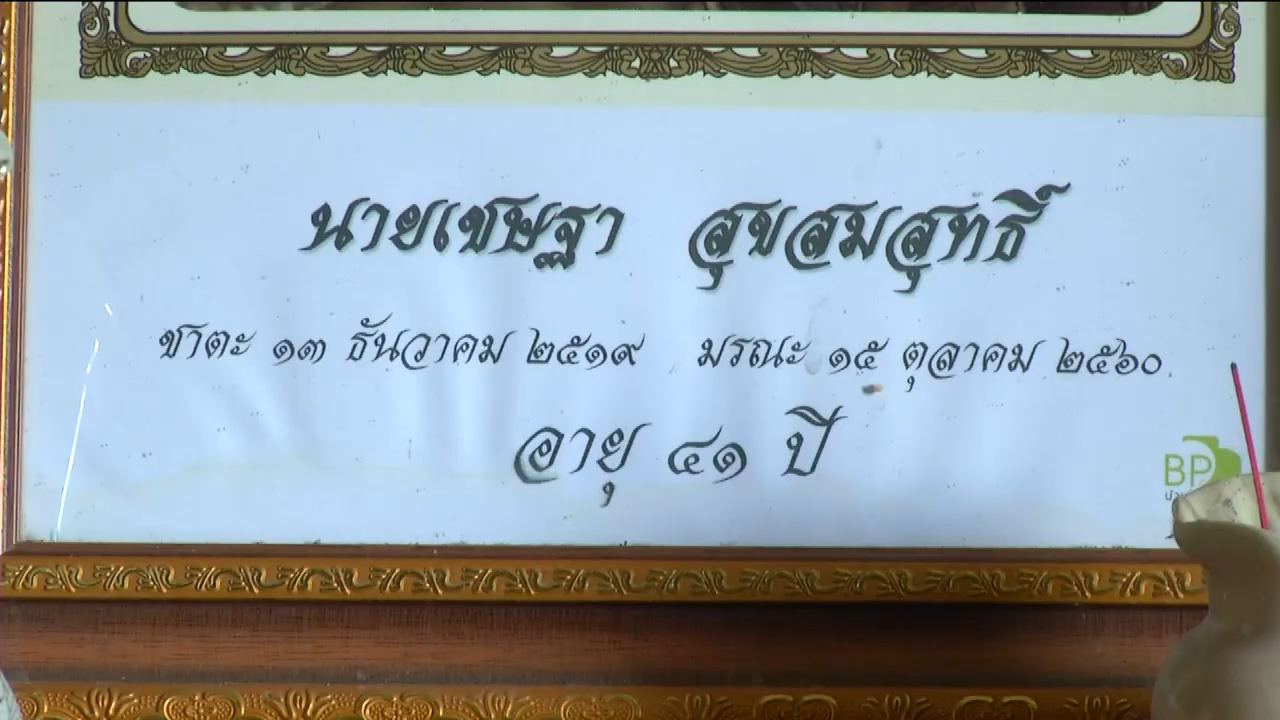 นายเชษฐา สุขสมสุทธิ์
ชาตะ ๑๓ ธันวาคม ๒๕๑๙ มรณะ ๑๕ ตุลาคม ๒๕๖๐
อายุ ๔๑ ปี
BP